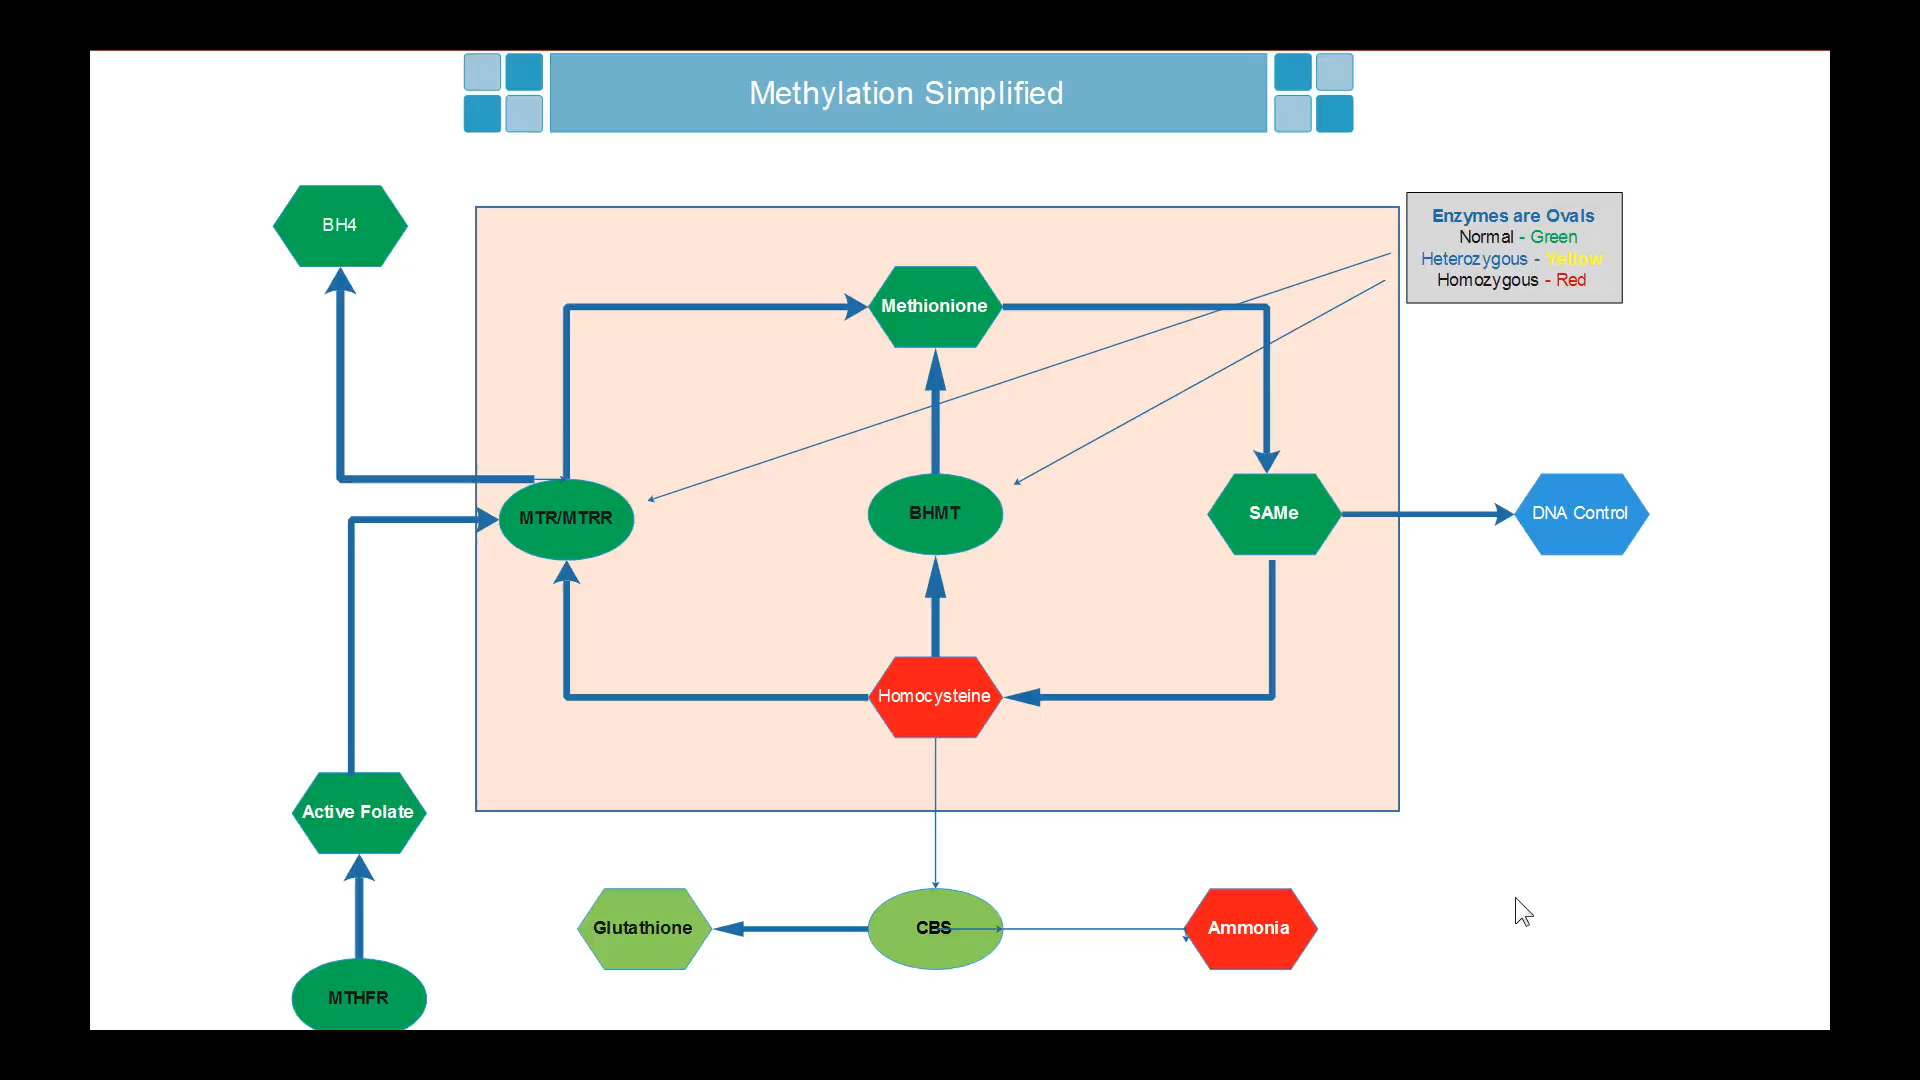 Methylation Simplified
BH4
Enzymes are Ovals
Normal - Green
Heterozygous - Yellow
Homozygous - Red
Methionione
MTR/MTRR
BHMT
SAMe
DNA Control
Homocysteine
Active Folate
Glutathione
CBS
Ammonia
MTHFR